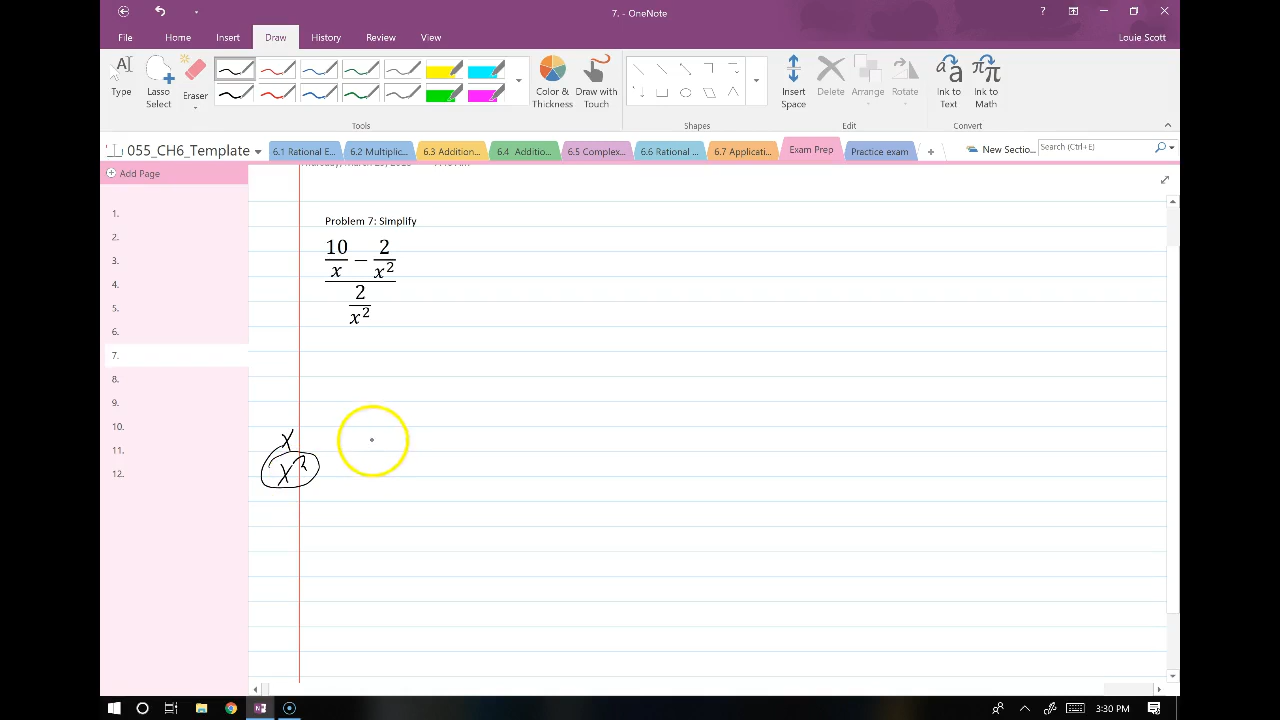 7. - OneNote
?
File Home Insert Draw History Review View Louie Scott
Type
Lasso Select
Eraser
Color & Thickness
Draw with Touch
Insert Space
Delete
Arrange
Rotate
Ink to Text
Ink to Math
Tools Shapes Edit Convert
055_CH6_Template 6.1 Rational E... 6.2 Multiplic... 6.3 Addition... 6.4 Additio... 6.5 Complex... 6.6 Rational ... 6.7 Applicati... Exam Prep Practice exam + New Sectio... Search (Ctrl+E)
Add Page
1.
2.
3.
4.
5.
6.
7.
8.
9.
10.
11.
12.
Problem 7: Simplify
10 2
x − x²
2
x²
x
x²
3:30 PM